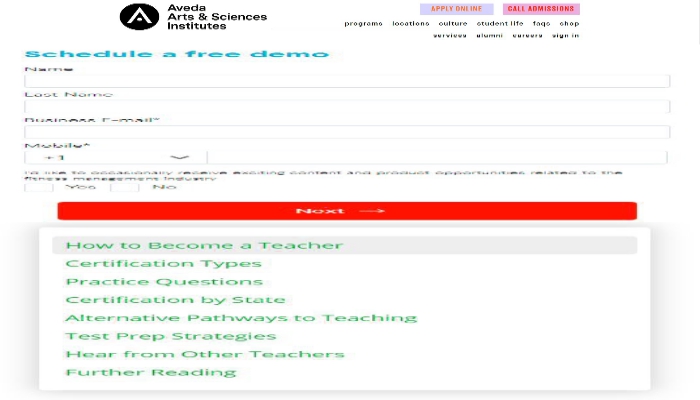 Aveda
Arts & Sciences
Institutes
APPLY ONLINE CALL ADMISSIONS
programs locations culture student life faqs shop
services alumni careers sign in
Schedule a free demo
Name
Last Name
Business E-mail*
Mobile*
+1
I'd like to occasionally receive exciting content and product opportunities related to the
fitness management industry
Yes No
Next →
How to Become a Teacher
Certification Types
Practice Questions
Certification by State
Alternative Pathways to Teaching
Test Prep Strategies
Hear from Other Teachers
Further Reading